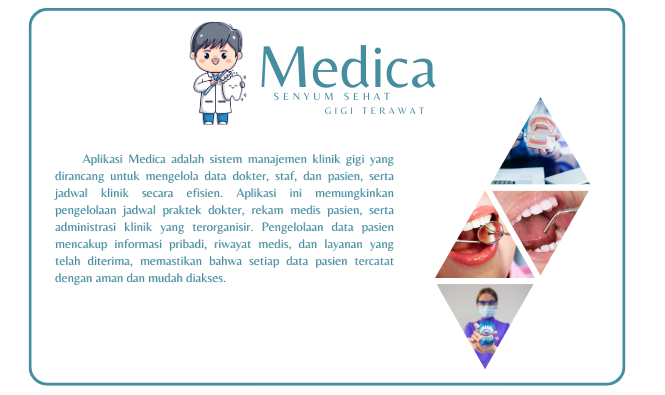 Medica
SENYUM SEHAT
GIGI TERAWAT
Aplikasi Medica adalah sistem manajemen klinik gigi yang
dirancang untuk mengelola data dokter, staf, dan pasien, serta
jadwal klinik secara efisien. Aplikasi ini memungkinkan
pengelolaan jadwal praktek dokter, rekam medis pasien, serta
administrasi klinik yang terorganisir. Pengelolaan data pasien
mencakup informasi pribadi, riwayat medis, dan layanan yang
telah diterima, memastikan bahwa setiap data pasien tercatat
dengan aman dan mudah diakses.